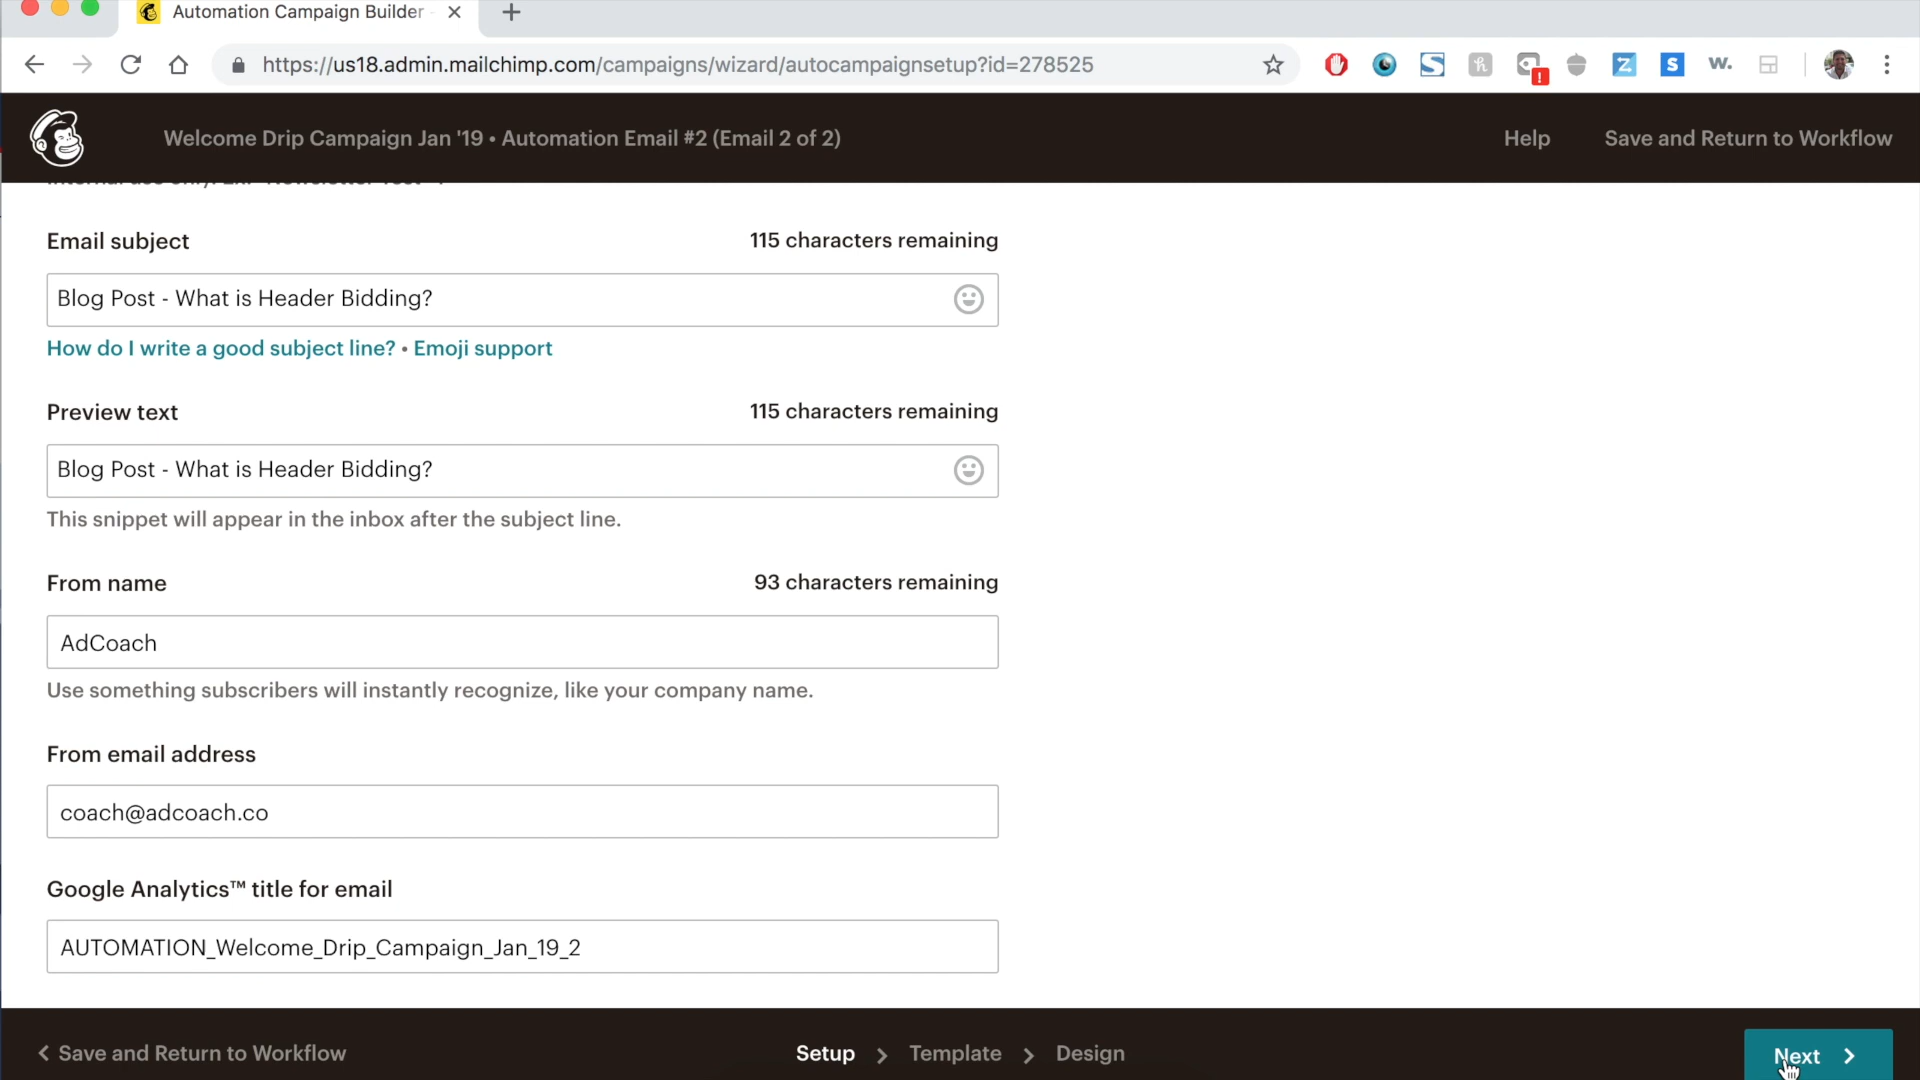 Automation Campaign Builder
https://us18.admin.mailchimp.com/campaigns/wizard/autocampaignsetup?id=278525
Welcome Drip Campaign Jan '19 • Automation Email #2 (Email 2 of 2)
Help
Save and Return to Workflow
Email subject
115 characters remaining
Blog Post - What is Header Bidding?
How do I write a good subject line? • Emoji support
Preview text
115 characters remaining
Blog Post - What is Header Bidding?
This snippet will appear in the inbox after the subject line.
From name
93 characters remaining
AdCoach
Use something subscribers will instantly recognize, like your company name.
From email address
coach@adcoach.co
Google Analytics™ title for email
AUTOMATION_Welcome_Drip_Campaign_Jan_19_2
Save and Return to Workflow
Setup
Template
Design
Next